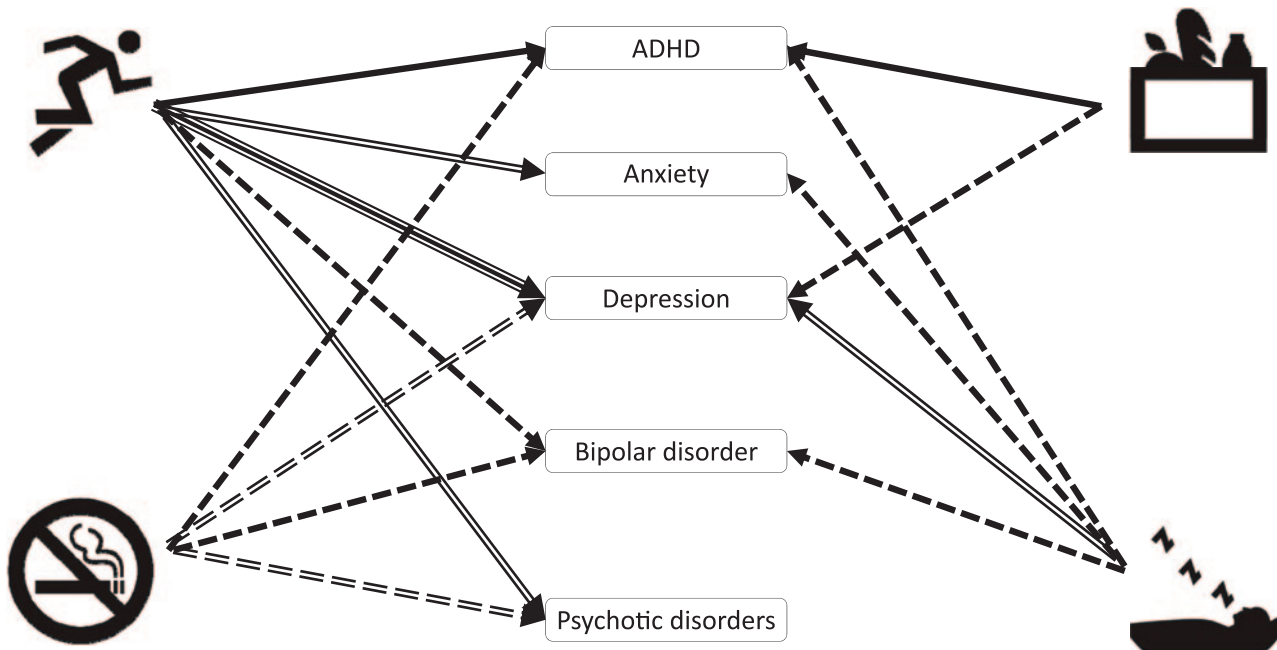 ADHD
Anxiety
Depression
Bipolar disorder
Psychotic disorders
z
z
z